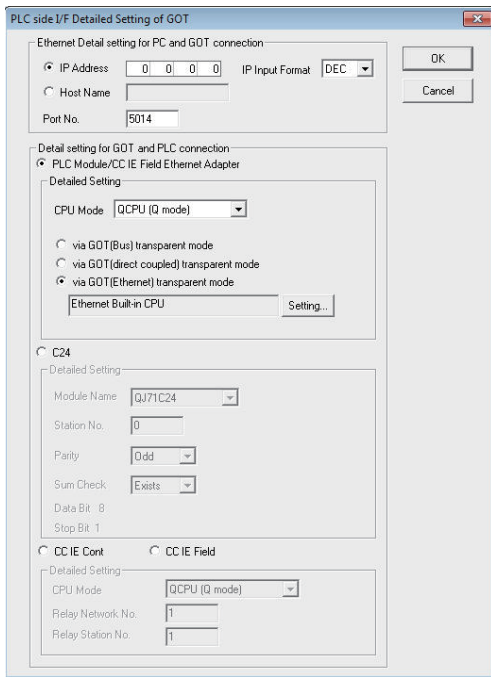 PLC side I/F Detailed Setting of GOT
Ethernet Detail setting for PC and GOT connection
IP Address 0 0 0 0 IP Input Format DEC
Host Name
Port No. 5014
OK
Cancel
Detail setting for GOT and PLC connection
PLC Module/CC IE Field Ethernet Adapter
Detailed Setting
CPU Mode QCPU (Q mode)
via GOT(Bus) transparent mode
via GOT(direct coupled) transparent mode
via GOT(Ethernet) transparent mode
Ethernet Built-in CPU Setting...
C24
Detailed Setting
Module Name QJ71C24
Station No. 0
Parity Odd
Sum Check Exists
Data Bit 8
Stop Bit 1
CC IE Cont CC IE Field
Detailed Setting
CPU Mode QCPU (Q mode)
Relay Network No. 1
Relay Station No. 1